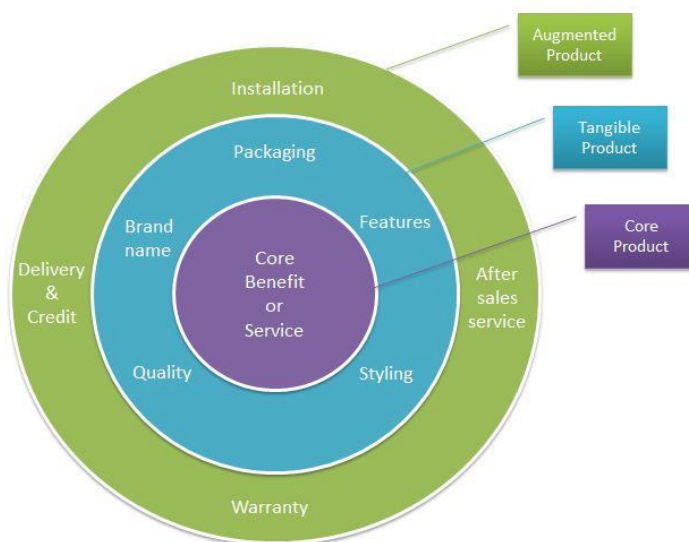 Augmented
Product
Installation
Packaging
Tangible
Product
Brand
name
Features
Core
Product
Delivery
&
Credit
Core
Benefit
or
Service
After
sales
service
Quality
Styling
Warranty